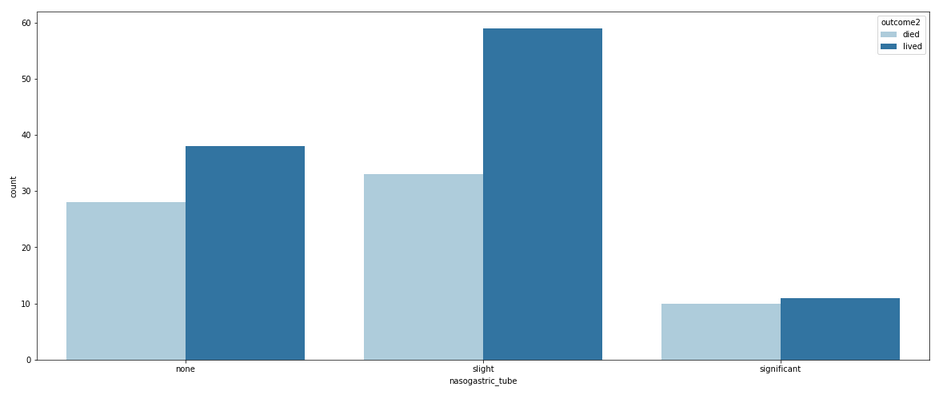 60
50
40
30
20
10
0
count
outcome2
died
lived
none slight significant
nasogastric_tube